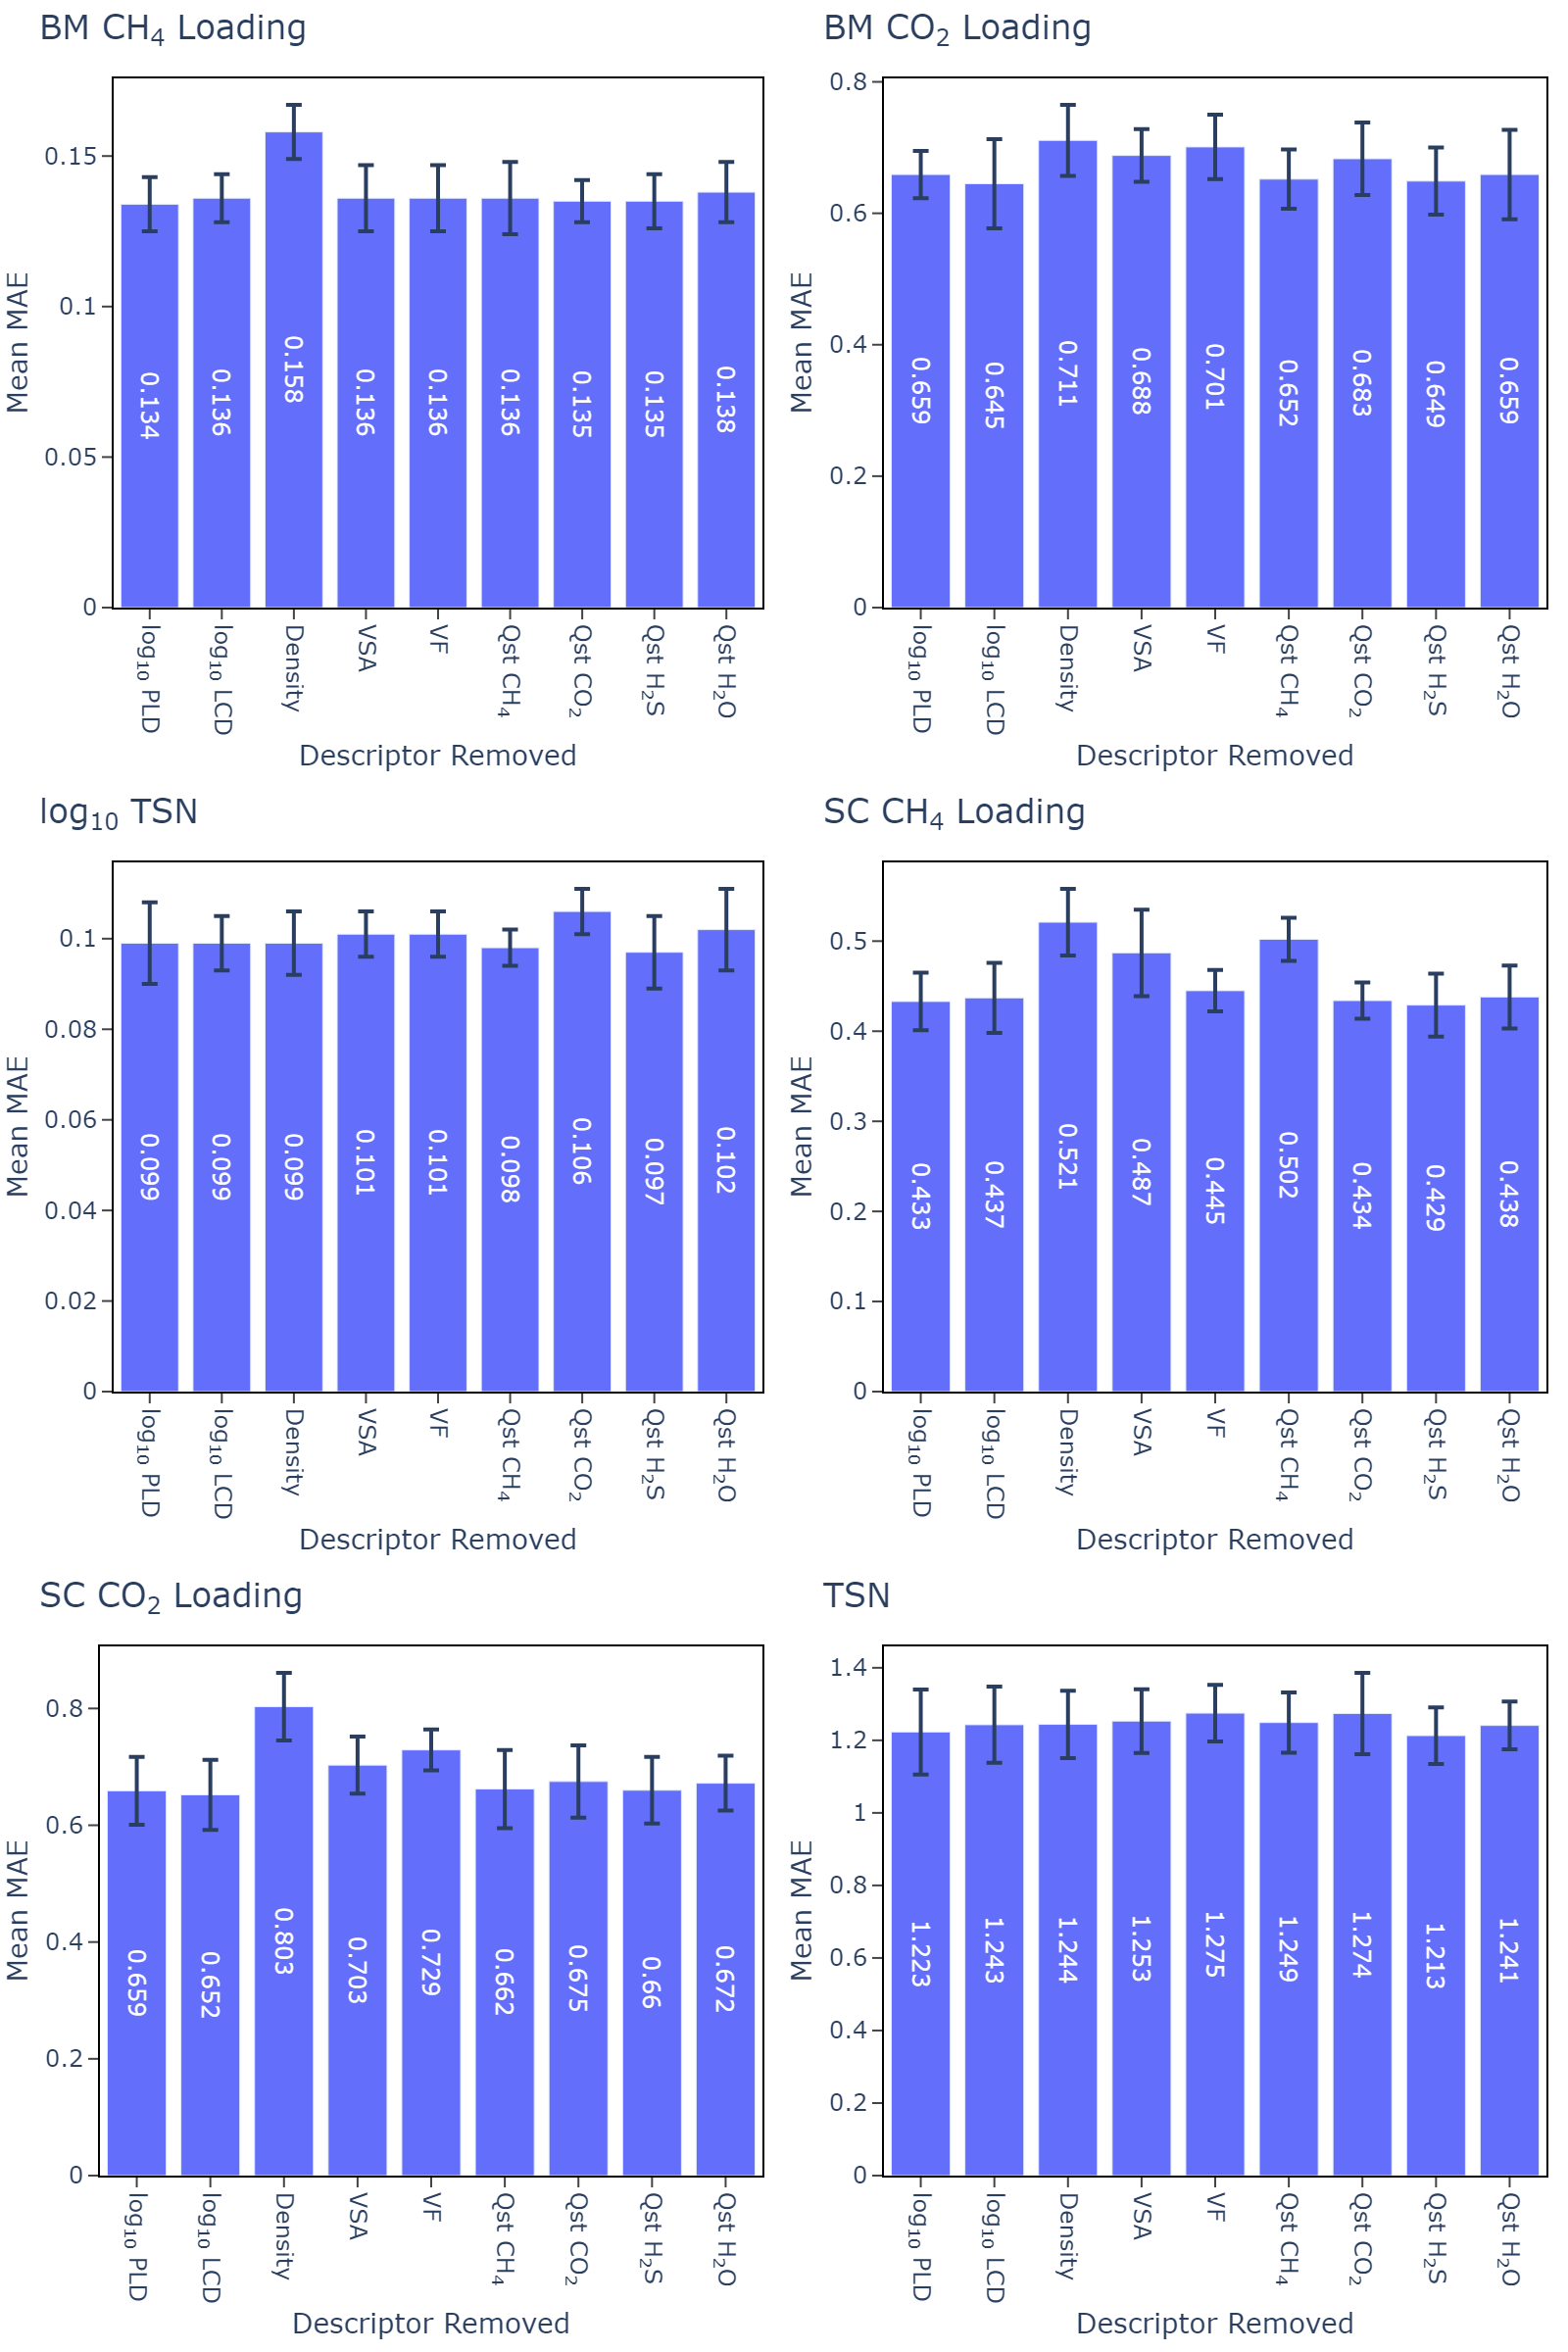 BM CH₄ Loading
Mean MAE
0.15
0.1
0.05
0
0.134
0.136
0.158
0.136
0.136
0.136
0.135
0.135
0.138
log₁₀ PLD
log₁₀ LCD
Density
VSA
VF
Qst CH₄
Qst CO₂
Qst H₂S
Qst H₂O
Descriptor Removed
BM CO₂ Loading
Mean MAE
0.8
0.6
0.4
0.2
0
0.659
0.645
0.711
0.688
0.701
0.652
0.683
0.649
0.659
log₁₀ PLD
log₁₀ LCD
Density
VSA
VF
Qst CH₄
Qst CO₂
Qst H₂S
Qst H₂O
Descriptor Removed
log₁₀ TSN
Mean MAE
0.1
0.08
0.06
0.04
0.02
0
0.099
0.099
0.099
0.101
0.101
0.098
0.106
0.097
0.102
log₁₀ PLD
log₁₀ LCD
Density
VSA
VF
Qst CH₄
Qst CO₂
Qst H₂S
Qst H₂O
Descriptor Removed
SC CH₄ Loading
Mean MAE
0.5
0.4
0.3
0.2
0.1
0
0.433
0.437
0.521
0.487
0.445
0.502
0.434
0.429
0.438
log₁₀ PLD
log₁₀ LCD
Density
VSA
VF
Qst CH₄
Qst CO₂
Qst H₂S
Qst H₂O
Descriptor Removed
SC CO₂ Loading
Mean MAE
0.8
0.6
0.4
0.2
0
0.659
0.652
0.803
0.703
0.729
0.662
0.675
0.66
0.672
log₁₀ PLD
log₁₀ LCD
Density
VSA
VF
Qst CH₄
Qst CO₂
Qst H₂S
Qst H₂O
Descriptor Removed
TSN
Mean MAE
1.4
1.2
1
0.8
0.6
0.4
0.2
0
1.223
1.243
1.244
1.253
1.275
1.249
1.274
1.213
1.241
log₁₀ PLD
log₁₀ LCD
Density
VSA
VF
Qst CH₄
Qst CO₂
Qst H₂S
Qst H₂O
Descriptor Removed